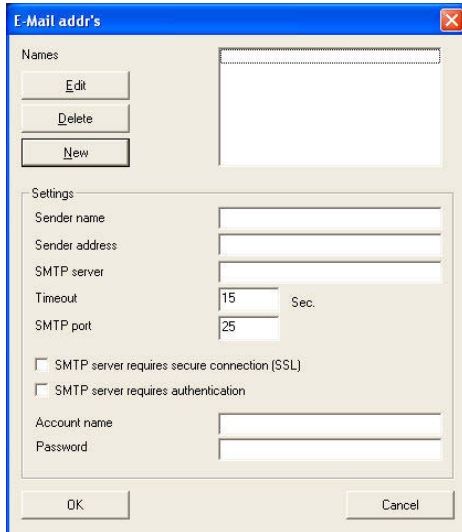 E-Mail addr's
Names
Edit
Delete
New
Settings
Sender name
Sender address
SMTP server
Timeout 15 Sec.
SMTP port 25
SMTP server requires secure connection (SSL)
SMTP server requires authentication
Account name
Password
OK Cancel